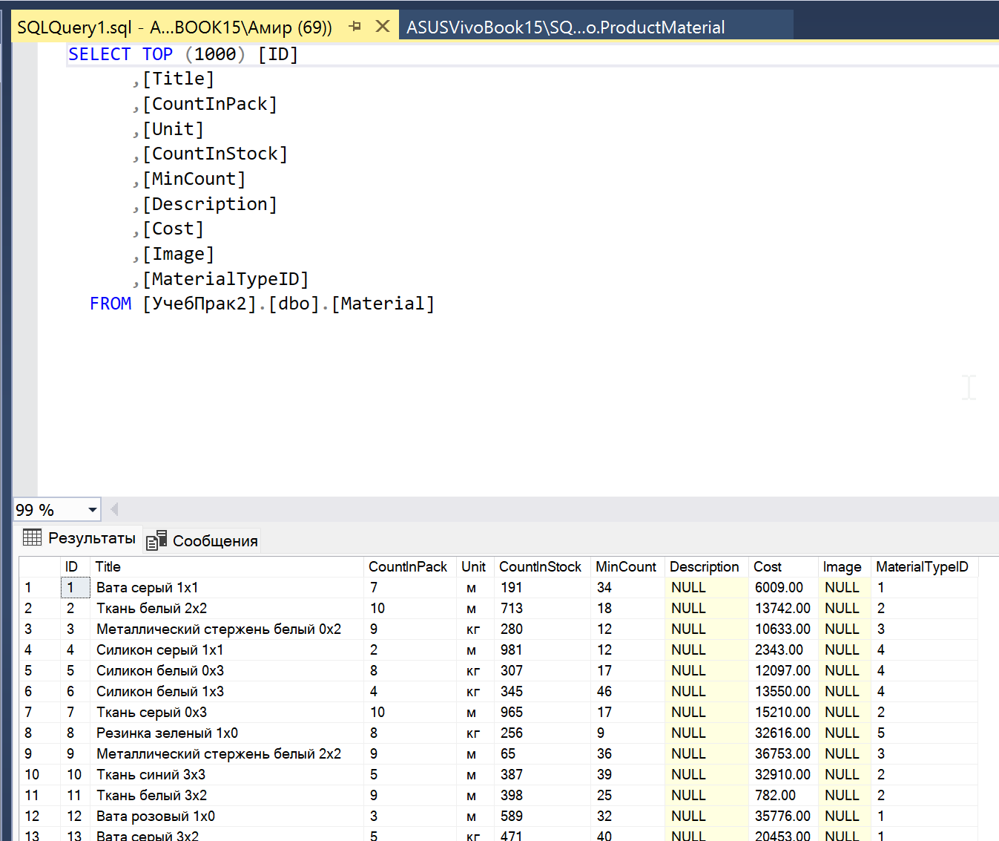 SQLQuery1.sql - A...BOOK15\Амир (69))
ASUSVivoBook15\SQ...o.ProductMaterial
SELECT TOP (1000) [ID]
,[Title]
,[CountInPack]
,[Unit]
,[CountInStock]
,[MinCount]
,[Description]
,[Cost]
,[Image]
,[MaterialTypeID]
FROM [УчебПрак2].[dbo].[Material]
99 %
Результаты Сообщения
ID Title CountInPack Unit CountInStock MinCount Description Cost Image MaterialTypeID
1 1 Вата серый 1x1 7 м 191 34 NULL 6009.00 NULL 1
2 2 Ткань белый 2x2 10 м 713 18 NULL 13742.00 NULL 2
3 3 Металлический стержень белый 0x2 9 кг 280 12 NULL 10633.00 NULL 3
4 4 Силикон серый 1x1 2 м 981 12 NULL 2343.00 NULL 4
5 5 Силикон белый 0x3 8 кг 307 17 NULL 12097.00 NULL 4
6 6 Силикон белый 1x3 4 кг 345 46 NULL 13550.00 NULL 4
7 7 Ткань серый 0x3 10 м 965 17 NULL 15210.00 NULL 2
8 8 Резинка зеленый 1x0 8 кг 256 9 NULL 32616.00 NULL 5
9 9 Металлический стержень белый 2x2 9 м 65 36 NULL 36753.00 NULL 3
10 10 Ткань синий 3x3 5 м 387 39 NULL 32910.00 NULL 2
11 11 Ткань белый 3x2 9 м 398 25 NULL 782.00 NULL 2
12 12 Вата розовый 1x0 3 м 589 32 NULL 35776.00 NULL 1
13 13 Вата серый 3x2 5 кг 471 40 NULL 20453.00 NULL 1